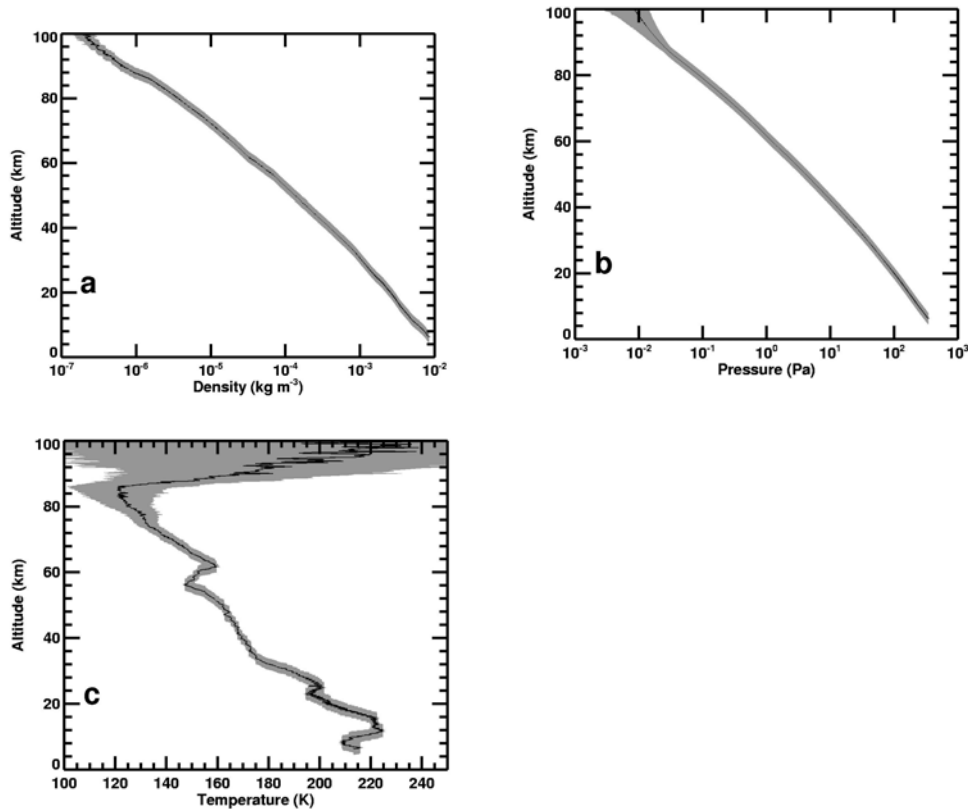 100
80
60
40
20
0
Altitude (km)
a
10⁻⁷ 10⁻⁶ 10⁻⁵ 10⁻⁴ 10⁻³ 10⁻²
Density (kg m⁻³)
100
80
60
40
20
0
Altitude (km)
b
10⁻³ 10⁻² 10⁻¹ 10⁰ 10¹ 10² 10³
Pressure (Pa)
100
80
60
40
20
0
Altitude (km)
c
100 120 140 160 180 200 220 240
Temperature (K)